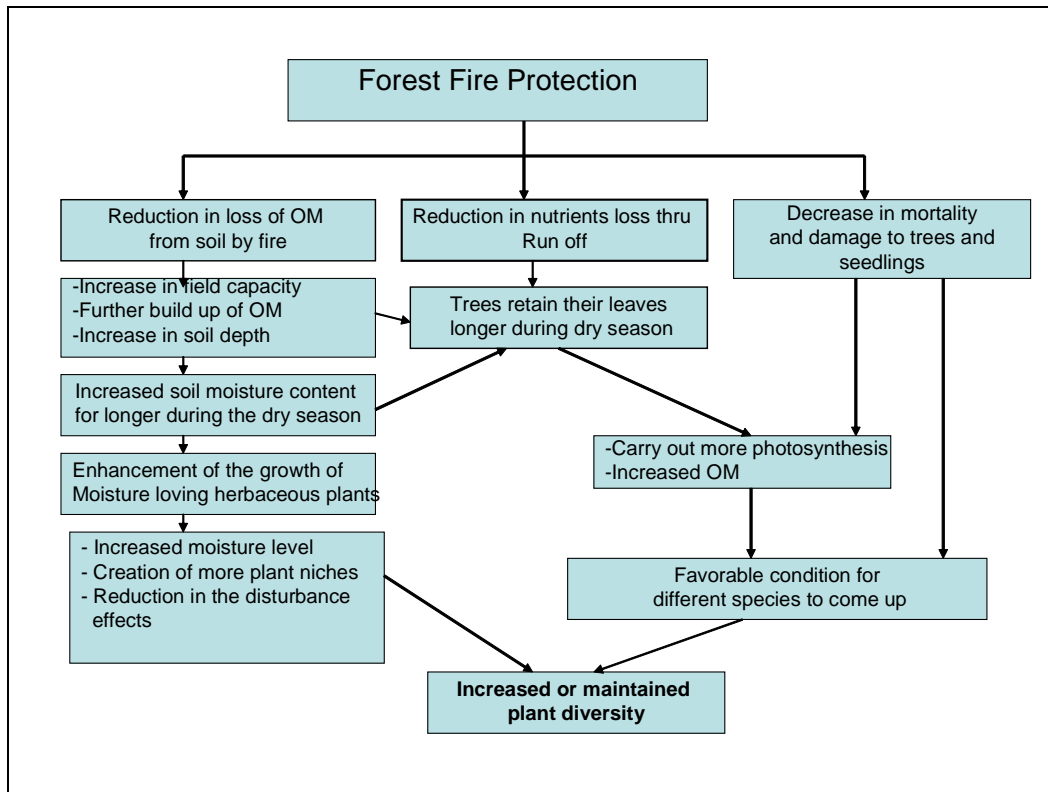 Forest Fire Protection
Reduction in loss of OM
from soil by fire
Reduction in nutrients loss thru
Run off
Decrease in mortality
and damage to trees and
seedlings
-Increase in field capacity
-Further build up of OM
-Increase in soil depth
Trees retain their leaves
longer during dry season
Increased soil moisture content
for longer during the dry season
-Carry out more photosynthesis
-Increased OM
Enhancement of the growth of
Moisture loving herbaceous plants
- Increased moisture level
- Creation of more plant niches
- Reduction in the disturbance
effects
Favorable condition for
different species to come up
Increased or maintained
plant diversity